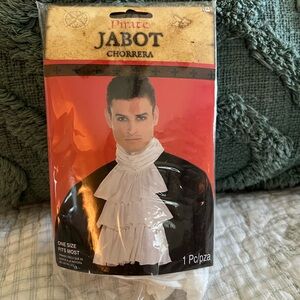 Pirate
JABOT
CHORRERA
ONE SIZE
FITS MOST
1 Pc/pza